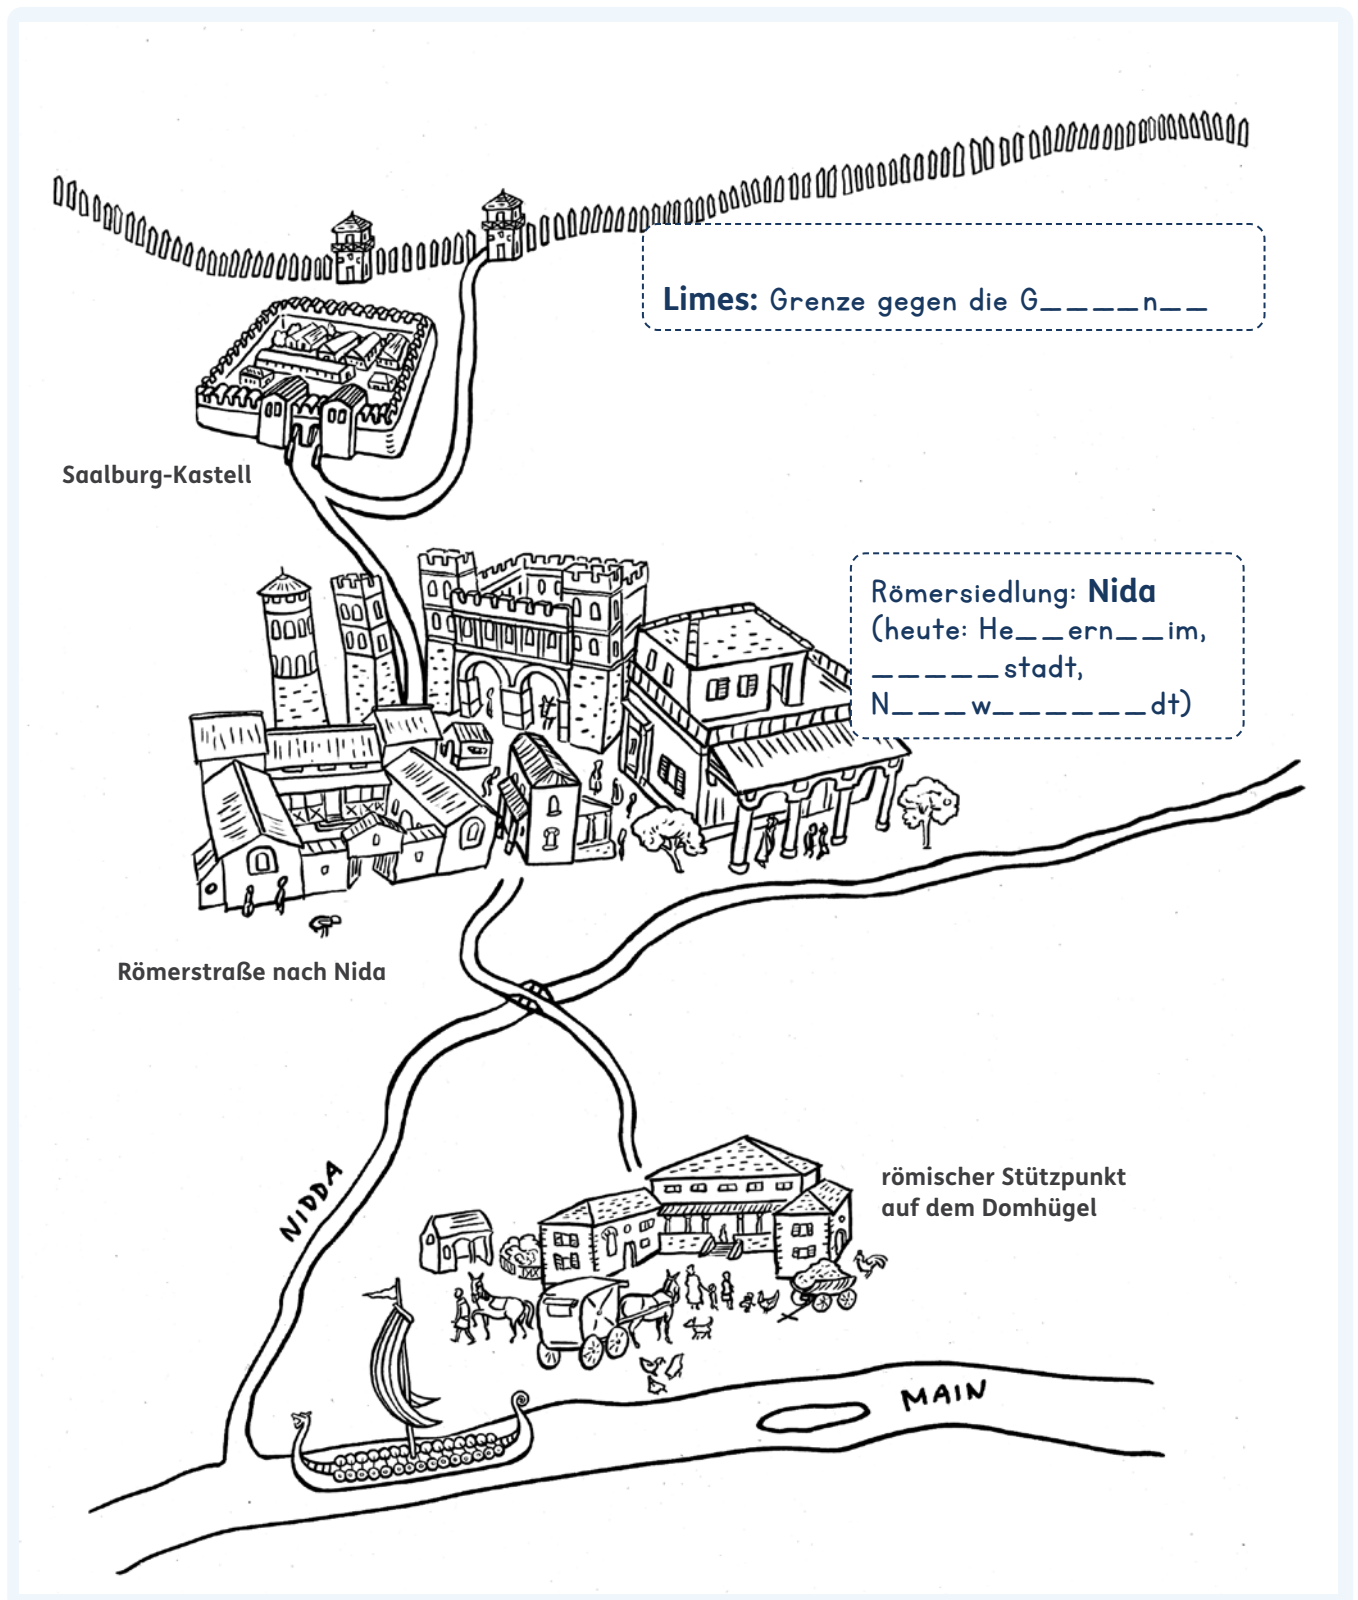 Limes: Grenze gegen die G____n__
Saalburg-Kastell
Römersiedlung: Nida
(heute: He__ern__im,
_____stadt,
N___w______dt)
Römerstraße nach Nida
NIDDA
römischer Stützpunkt
auf dem Domhügel
MAIN